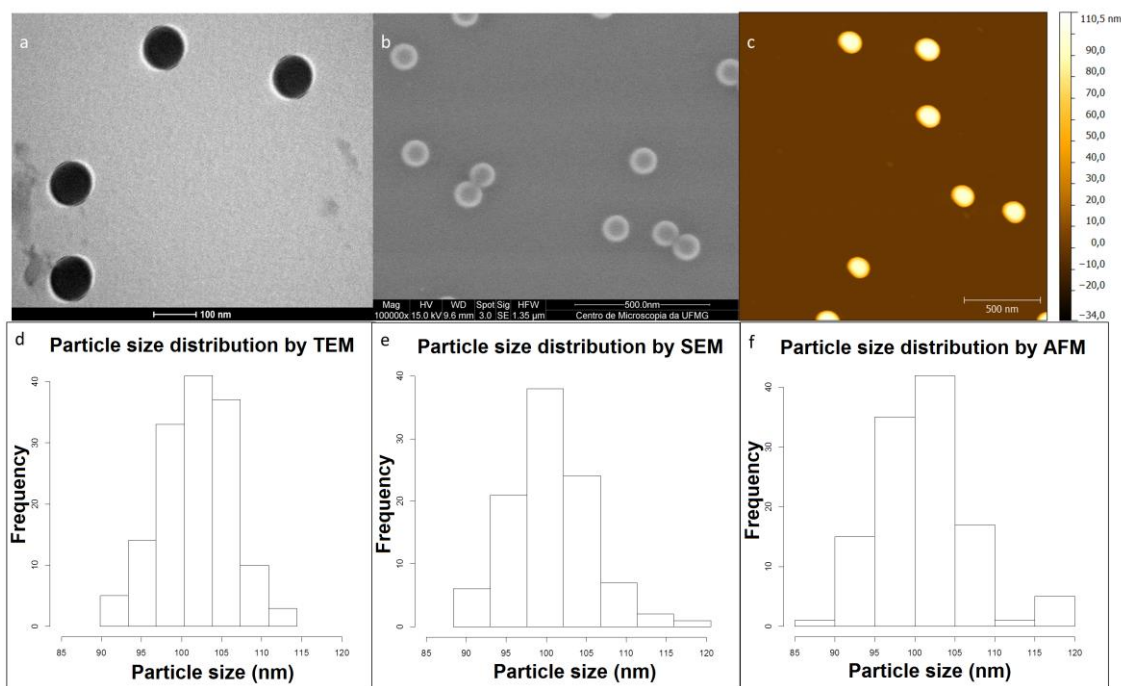 a
100 nm
b
Mag HV WD Spot Sig HFW 500.0nm
100000x 15.0 kV 9.6 mm 3.0 SE 1.35 µm Centro de Microscopia da UFMG
c
500 nm
110,5 nm
90,0
80,0
70,0
60,0
50,0
40,0
30,0
20,0
10,0
0,0
−10,0
−20,0
−34,0
d
Particle size distribution by TEM
Frequency
40
30
20
10
0
85 90 95 100 105 110 115 120
Particle size (nm)
e
Particle size distribution by SEM
Frequency
40
30
20
10
0
85 90 95 100 105 110 115 120
Particle size (nm)
f
Particle size distribution by AFM
Frequency
40
30
20
10
0
85 90 95 100 105 110 115 120
Particle size (nm)